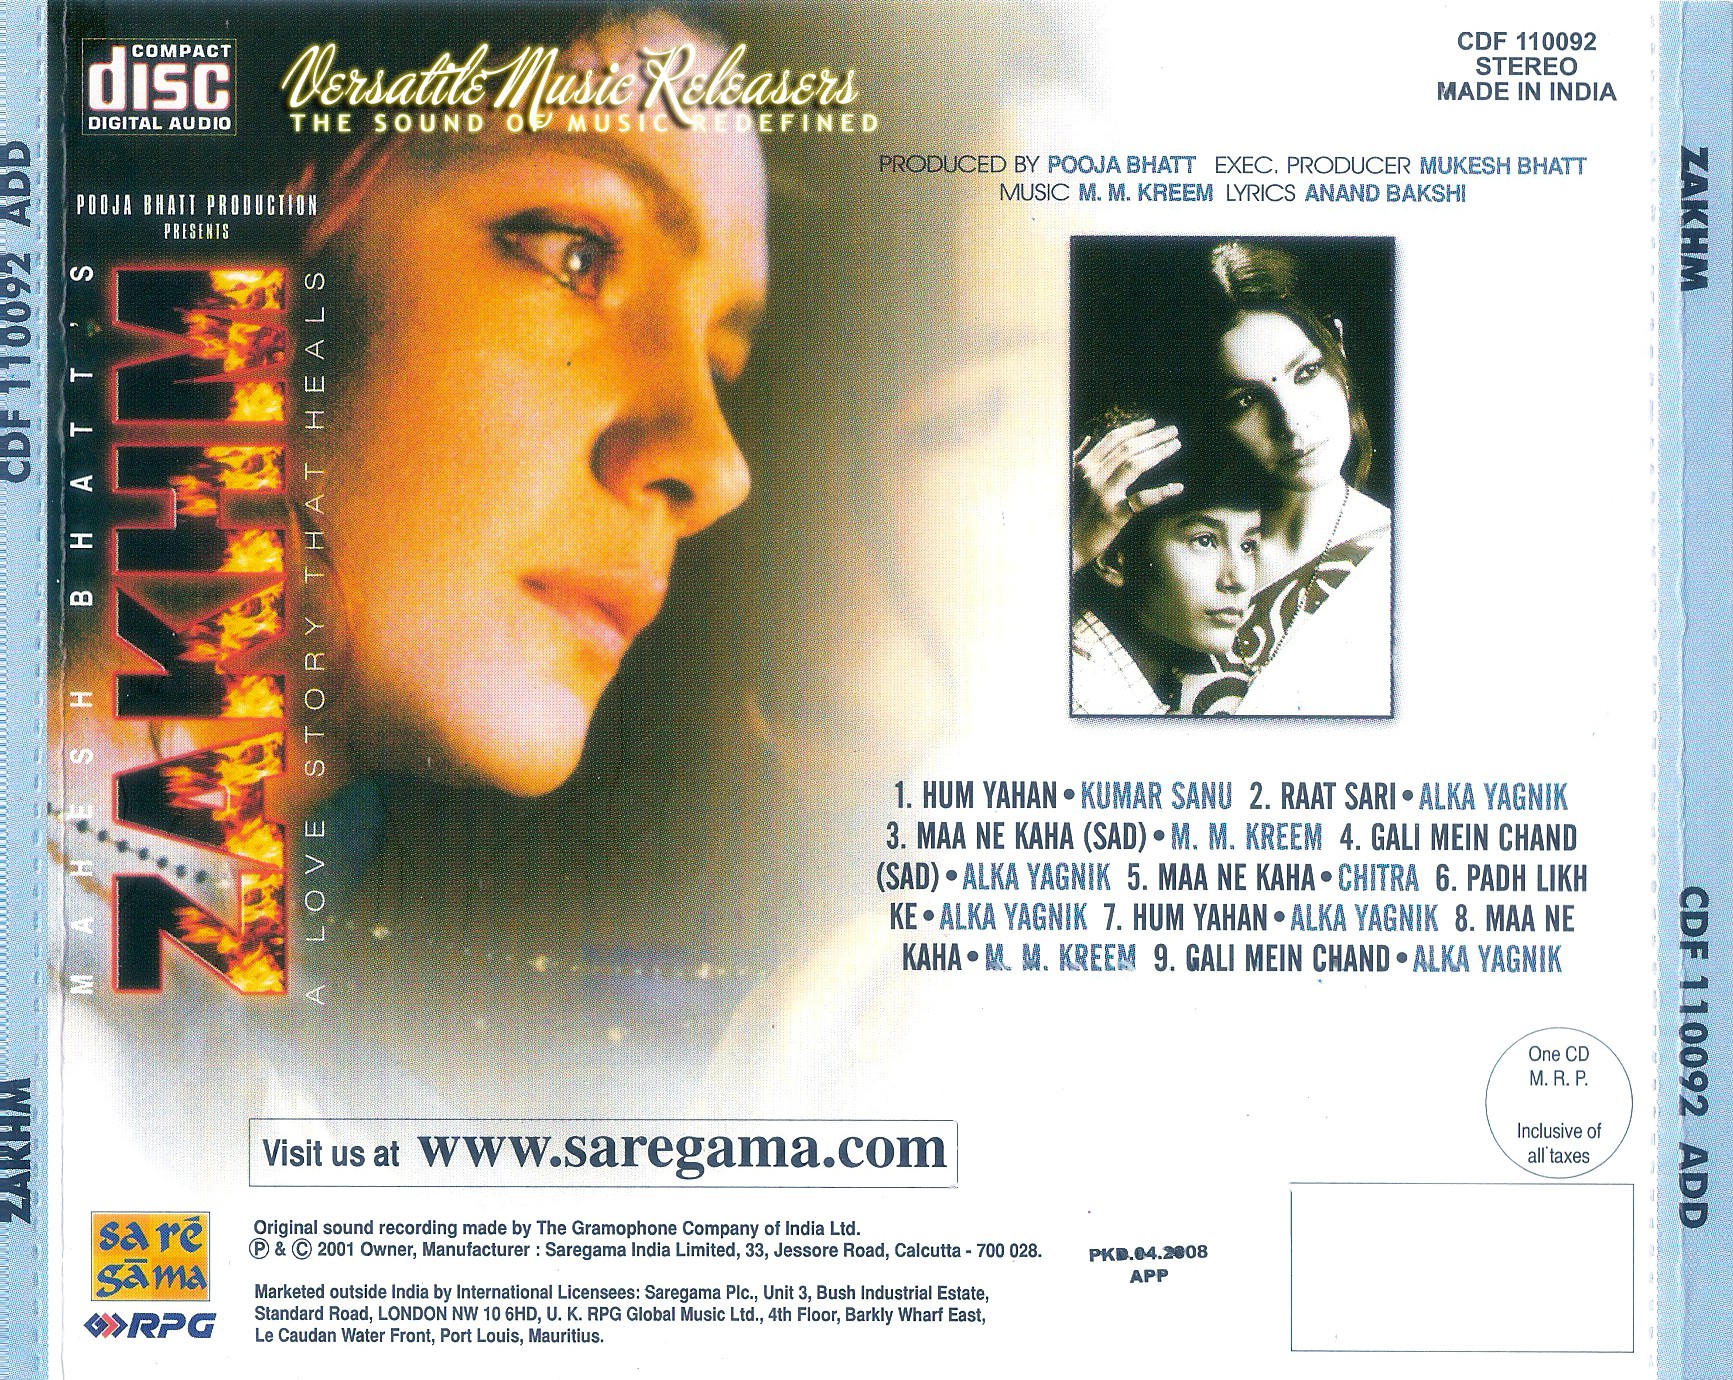 COMPACT
disc
DIGITAL AUDIO
Versatile Music Releasers
THE SOUND OF MUSIC REDEFINED
CDF 110092
STEREO
MADE IN INDIA
PRODUCED BY POOJA BHATT EXEC. PRODUCER MUKESH BHATT
MUSIC M. M. KREEM LYRICS ANAND BAKSHI
POOJA BHATT PRODUCTION
PRESENTS
MAHESH BHATT'S
ZAKHM
A LOVE STORY THAT HEALS
1. HUM YAHAN • KUMAR SANU 2. RAAT SARI • ALKA YAGNIK
3. MAA NE KAHA (SAD) • M. M. KREEM 4. GALI MEIN CHAND
(SAD) • ALKA YAGNIK 5. MAA NE KAHA • CHITRA 6. PADH LIKH
KE • ALKA YAGNIK 7. HUM YAHAN • ALKA YAGNIK 8. MAA NE
KAHA • M. M. KREEM 9. GALI MEIN CHAND • ALKA YAGNIK
One CD
M. R. P.
Inclusive of
all taxes
Visit us at www.saregama.com
sa rē
gāma
RPG
Original sound recording made by The Gramophone Company of India Ltd.
Ⓟ & © 2001 Owner, Manufacturer : Saregama India Limited, 33, Jessore Road, Calcutta - 700 028.
Marketed outside India by International Licensees: Saregama Plc., Unit 3, Bush Industrial Estate,
Standard Road, LONDON NW 10 6HD, U. K. RPG Global Music Ltd., 4th Floor, Barkly Wharf East,
Le Caudan Water Front, Port Louis, Mauritius.
PKD.04.2008
APP
ZAKHM CDF 110092 ADD
ZAKHM CDF 110092 ADD